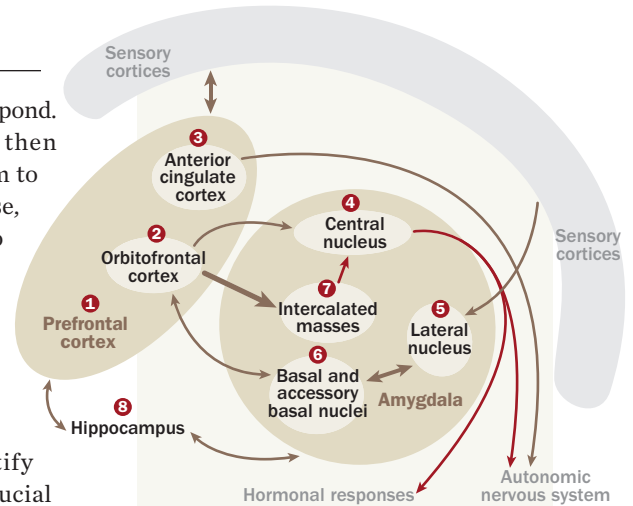 Sensory
cortices
pond.
then
n to
se,
3
Anterior
cingulate
cortex
4
Central
nucleus
2
Orbitofrontal
cortex
Sensory
cortices
7
Intercalated
masses
5
Lateral
nucleus
1
Prefrontal
cortex
6
Basal and
accessory
basal nuclei
Amygdala
8
Hippocampus
tify
ucial
Hormonal responses
Autonomic
nervous system